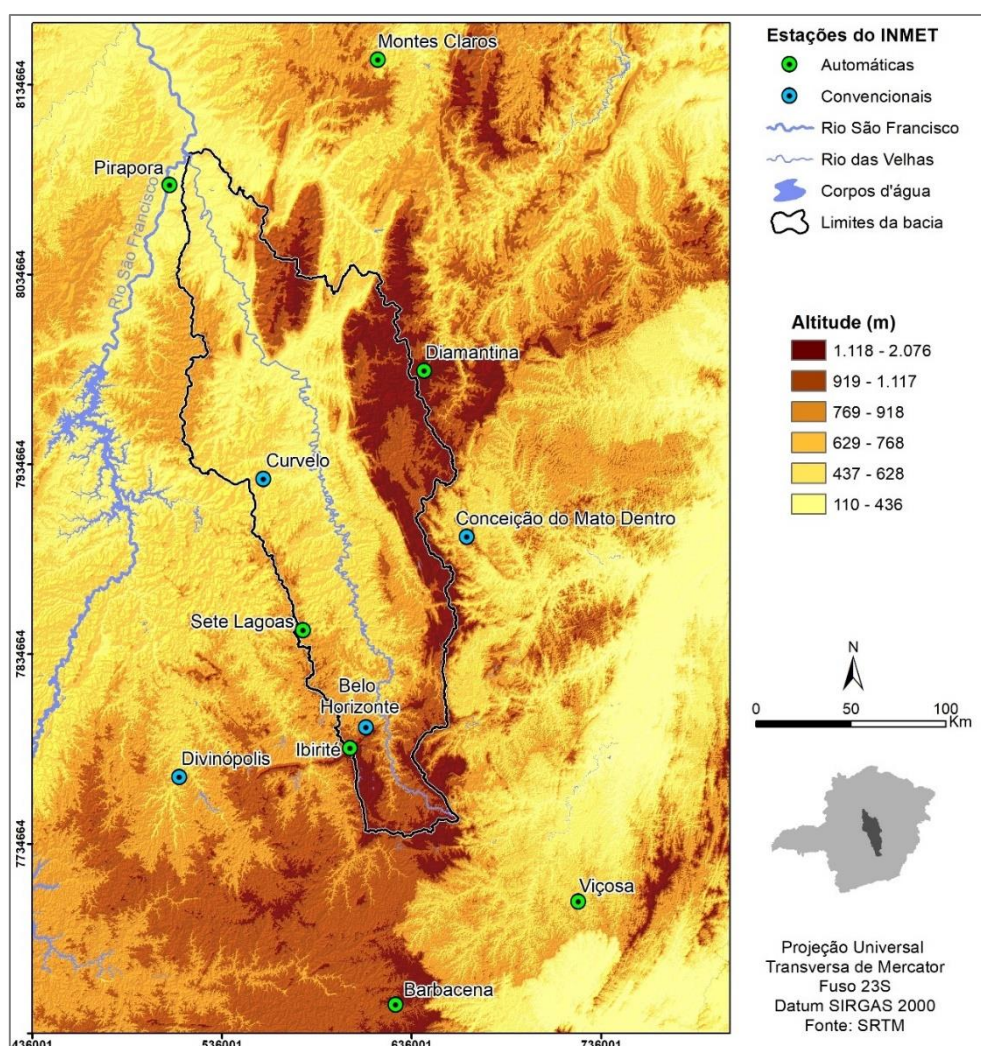 Montes Claros
8134664
Pirapora
Rio São Francisco
8034664
Diamantina
7934664
Curvelo
Conceição do Mato Dentro
Sete Lagoas
7834664
Belo
Horizonte
Ibirité
Divinópolis
7734664
Viçosa
Barbacena
436001
536001
636001
736001
Estações do INMET
Automáticas
Convencionais
Rio São Francisco
Rio das Velhas
Corpos d'água
Limites da bacia
Altitude (m)
1.118 - 2.076
919 - 1.117
769 - 918
629 - 768
437 - 628
110 - 436
N
0 50 100
Km
Projeção Universal
Transversa de Mercator
Fuso 23S
Datum SIRGAS 2000
Fonte: SRTM